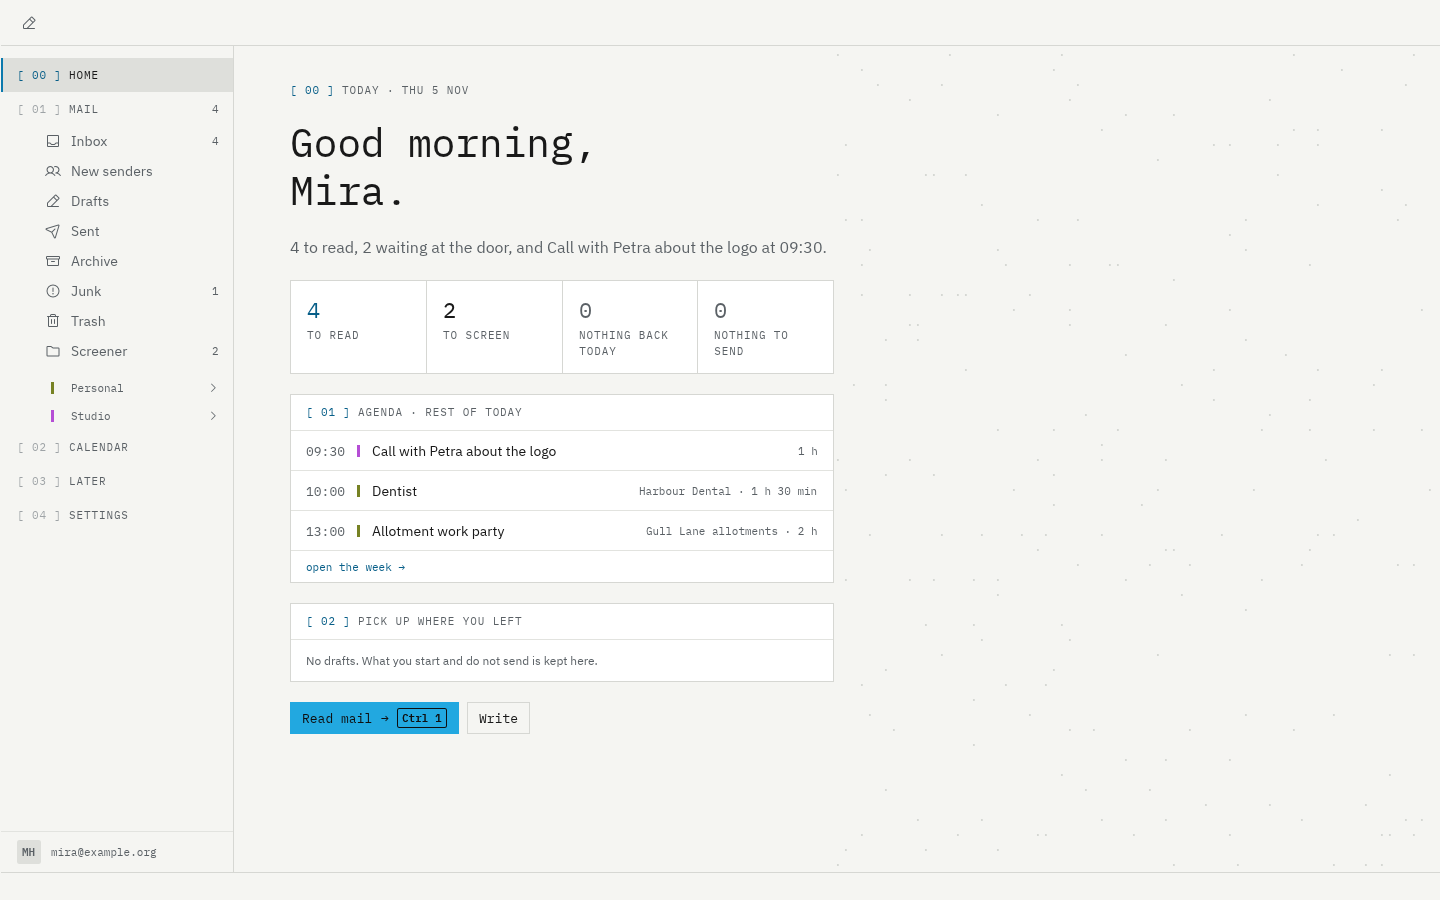 [ 00 ] HOME
[ 01 ] MAIL 4
Inbox 4
New senders
Drafts
Sent
Archive
Junk 1
Trash
Screener 2
Personal
Studio
[ 02 ] CALENDAR
[ 03 ] LATER
[ 04 ] SETTINGS
MH mira@example.org
[ 00 ] TODAY · THU 5 NOV
Good morning,
Mira.
4 to read, 2 waiting at the door, and Call with Petra about the logo at 09:30.
4 2 0 0
TO READ TO SCREEN NOTHING BACK NOTHING TO
TODAY SEND
[ 01 ] AGENDA · REST OF TODAY
09:30 Call with Petra about the logo 1 h
10:00 Dentist Harbour Dental · 1 h 30 min
13:00 Allotment work party Gull Lane allotments · 2 h
open the week →
[ 02 ] PICK UP WHERE YOU LEFT
No drafts. What you start and do not send is kept here.
Read mail → Ctrl 1 Write